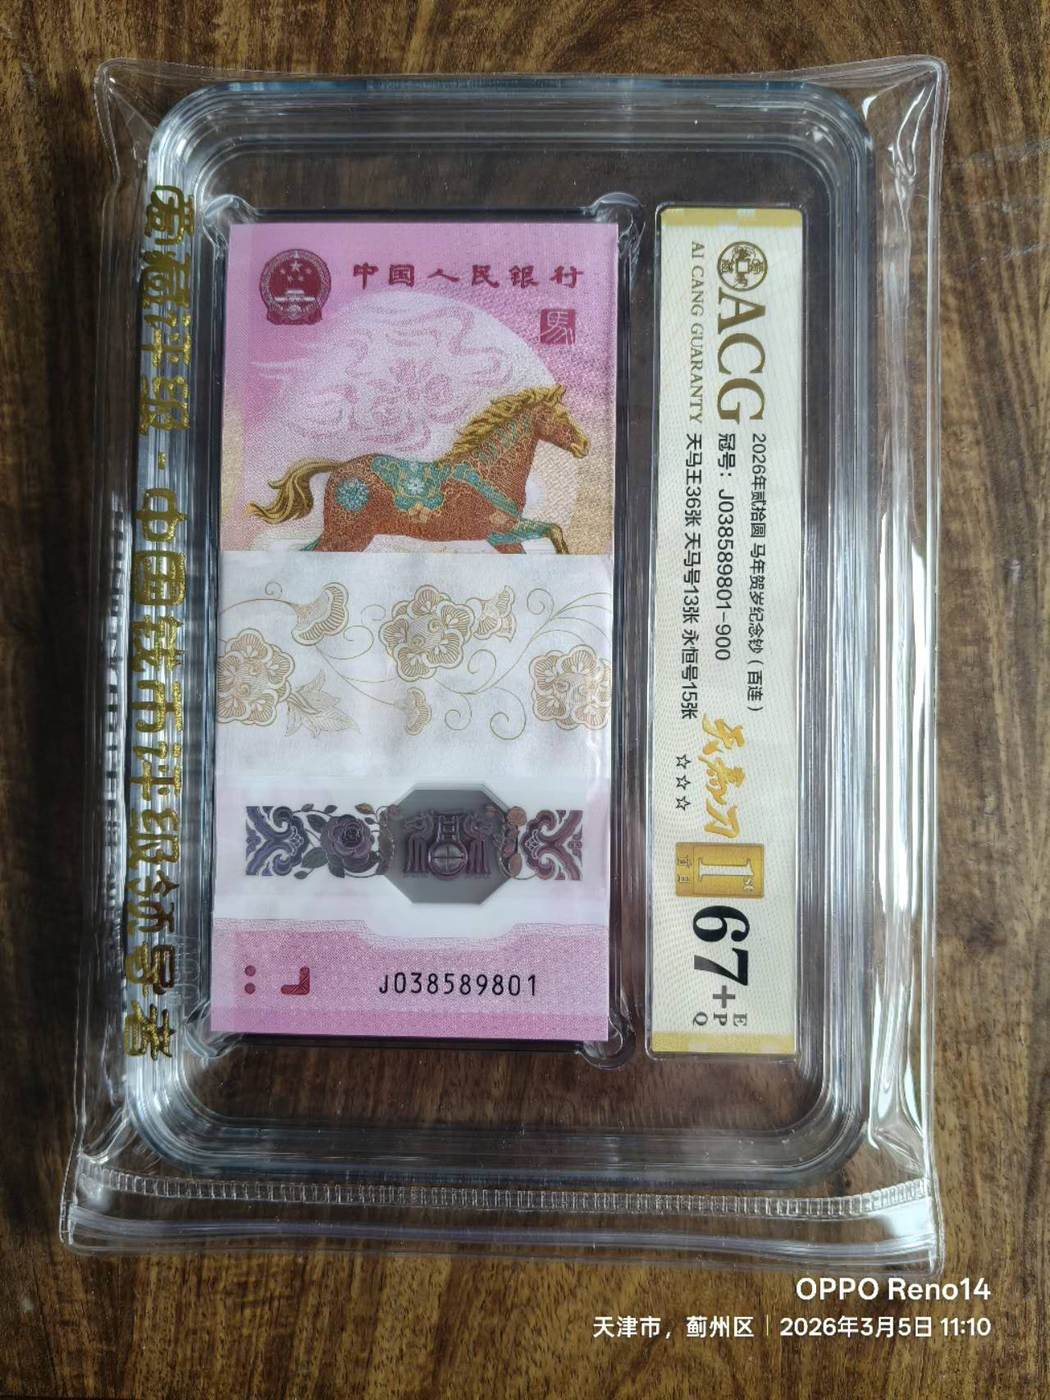 中国人民银行
馬
J038589801
ACG
AI CANG GUARANTY
2026年贰拾圆 马年贺岁纪念钞（百连）
冠号：J038589801-900
天马王36张 天马号13张 永恒号15张
☆☆☆
1st
67+
E
P
Q
爱藏评级·中国钱币评级领导者
OPPO Reno14
天津市，蓟州区｜2026年3月5日 11:10